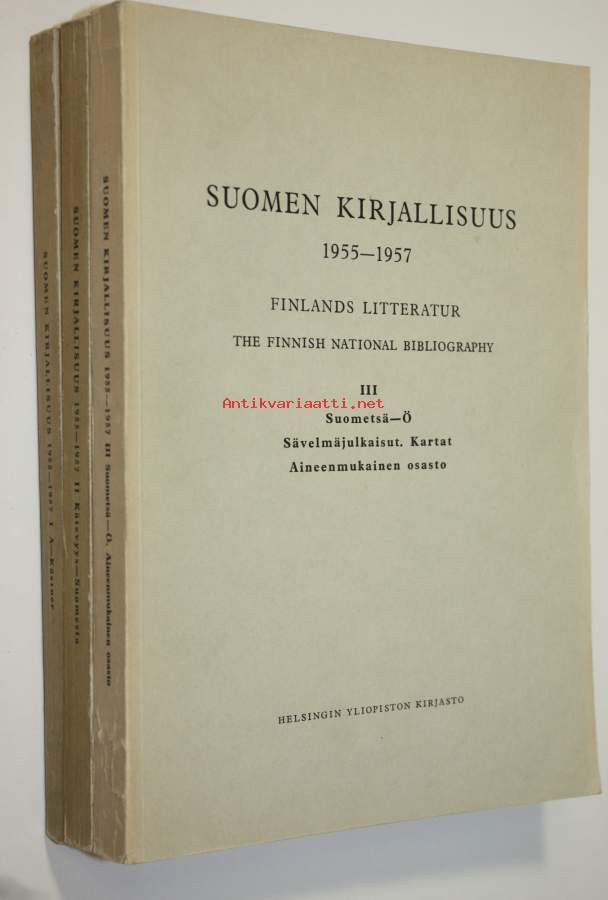 SUOMEN KIRJALLISUUS
1955—1957
FINLANDS LITTERATUR
THE FINNISH NATIONAL BIBLIOGRAPHY
III
Antikvariaatti.net
Suometsä—Ö
Sävelmäjulkaisut. Kartat
Aineenmukainen osasto
HELSINGIN YLIOPISTON KIRJASTO
SUOMEN KIRJALLISUUS 1955—1957 III Suometsä—Ö. Aineenmukainen osasto
SUOMEN KIRJALLISUUS 1955—1957 II
SUOMEN KIRJALLISUUS 1955—1957 I A—